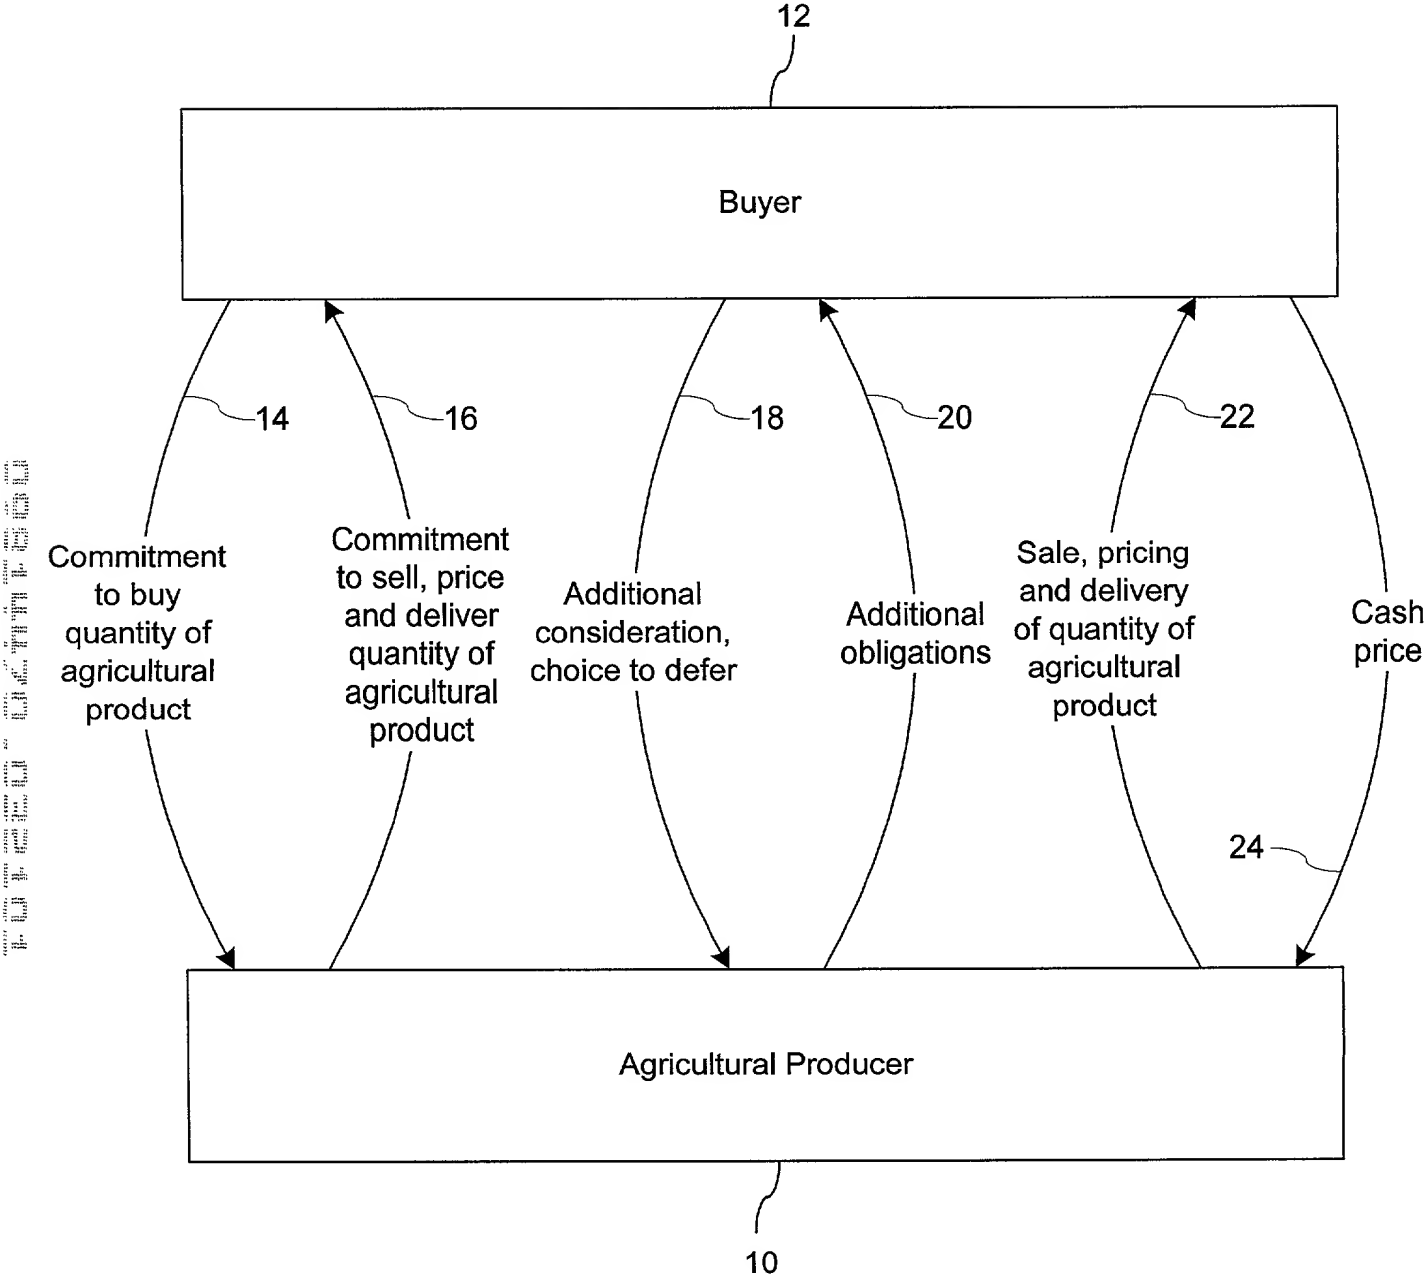 12
Buyer
14
16
18
20
22
Commitment
to buy
quantity of
agricultural
product
Commitment
to sell, price
and deliver
quantity of
agricultural
product
Additional
consideration,
choice to defer
Additional
obligations
Sale, pricing
and delivery
of quantity of
agricultural
product
Cash
price
24
Agricultural Producer
10